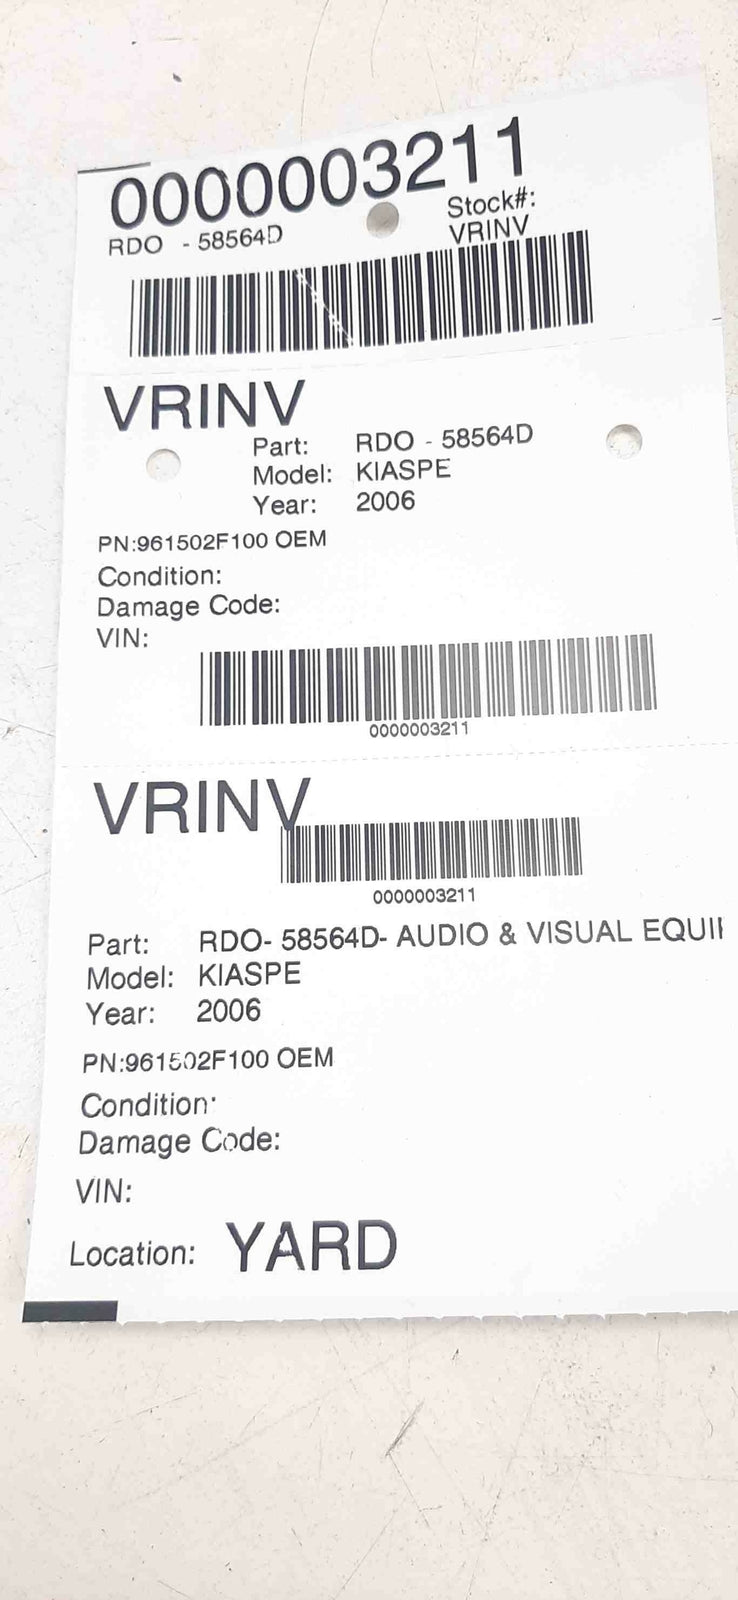 0000003211
RDO - 58564D
Stock#:
VRINV
VRINV
Part: RDO - 58564D
Model: KIASPE
Year: 2006
PN:961502F100 OEM
Condition:
Damage Code:
VIN:
0000003211
VRINV
0000003211
Part: RDO- 58564D- AUDIO & VISUAL EQUI
Model: KIASPE
Year: 2006
PN:961502F100 OEM
Condition:
Damage Code:
VIN:
Location: YARD